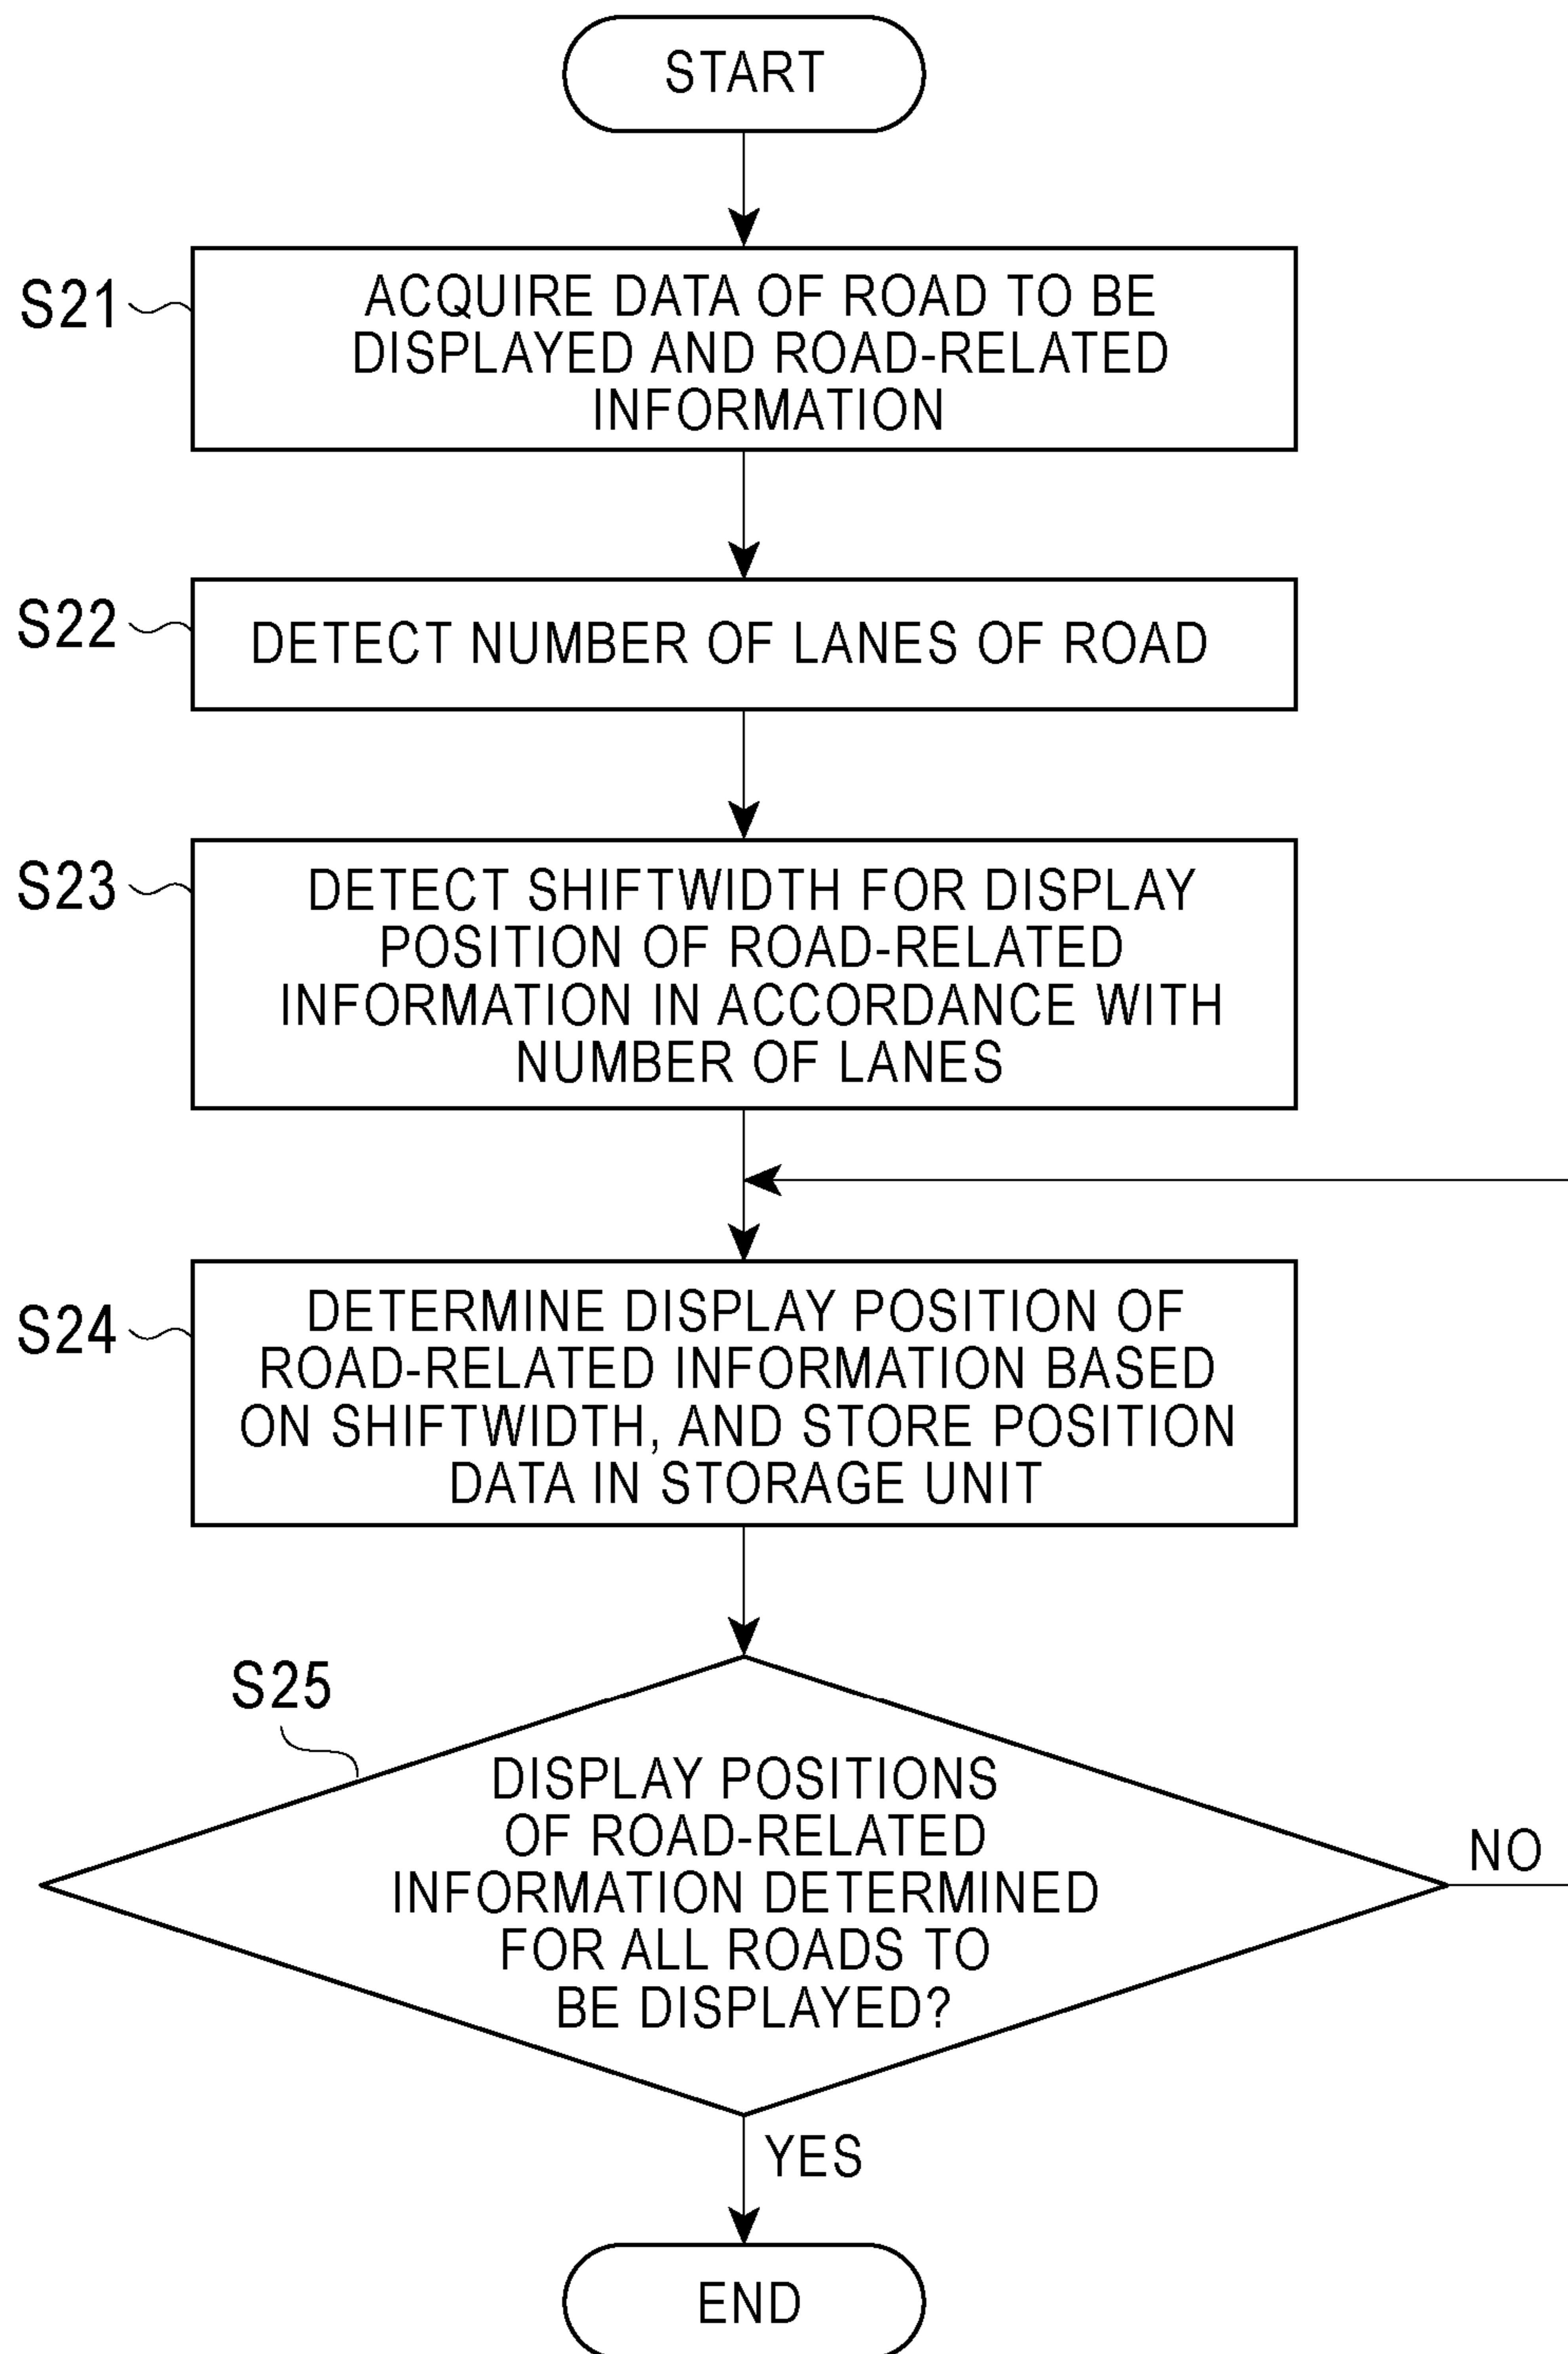 START
S21
ACQUIRE DATA OF ROAD TO BE
DISPLAYED AND ROAD-RELATED
INFORMATION
S22
DETECT NUMBER OF LANES OF ROAD
S23
DETECT SHIFTWIDTH FOR DISPLAY
POSITION OF ROAD-RELATED
INFORMATION IN ACCORDANCE WITH
NUMBER OF LANES
S24
DETERMINE DISPLAY POSITION OF
ROAD-RELATED INFORMATION BASED
ON SHIFTWIDTH, AND STORE POSITION
DATA IN STORAGE UNIT
S25
DISPLAY POSITIONS
OF ROAD-RELATED
INFORMATION DETERMINED
FOR ALL ROADS TO
BE DISPLAYED?
NO
YES
END